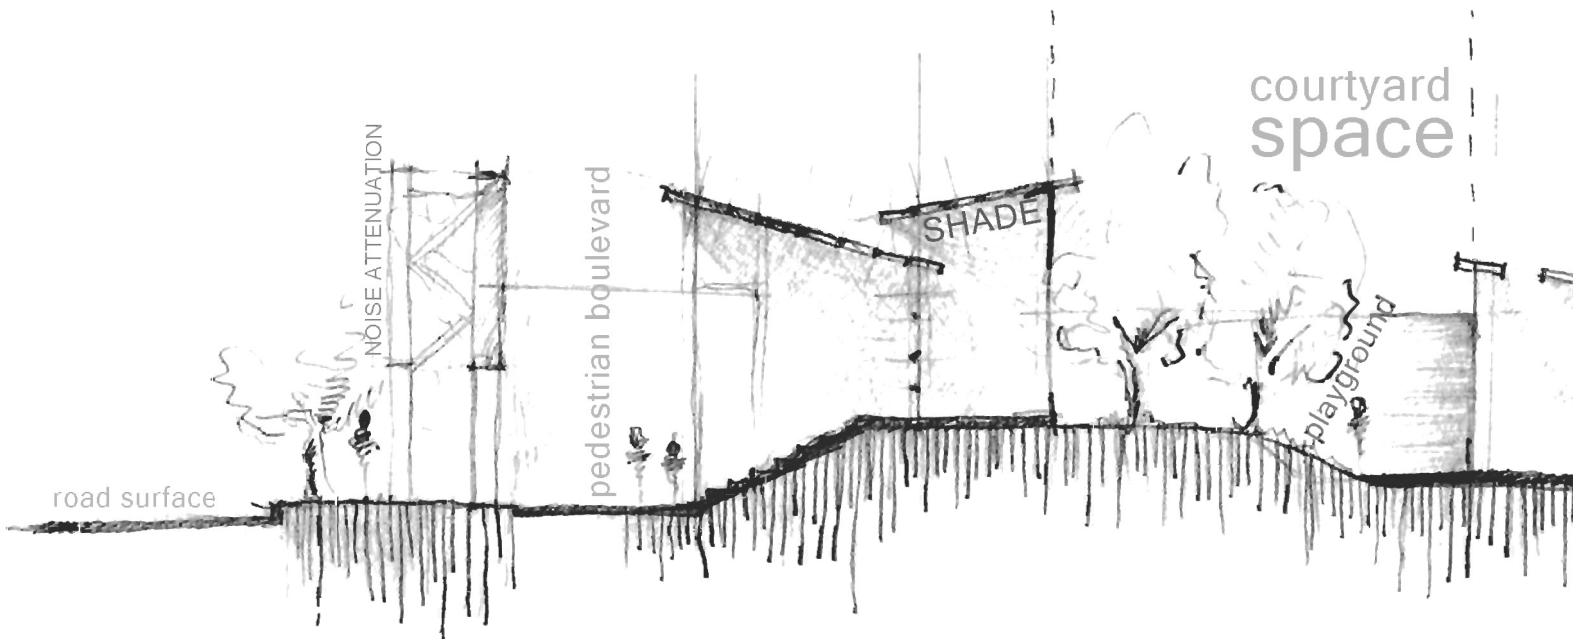 road surface
NOISE ATTENUATION
pedestrian boulevard
SHADE
courtyard
space
playground